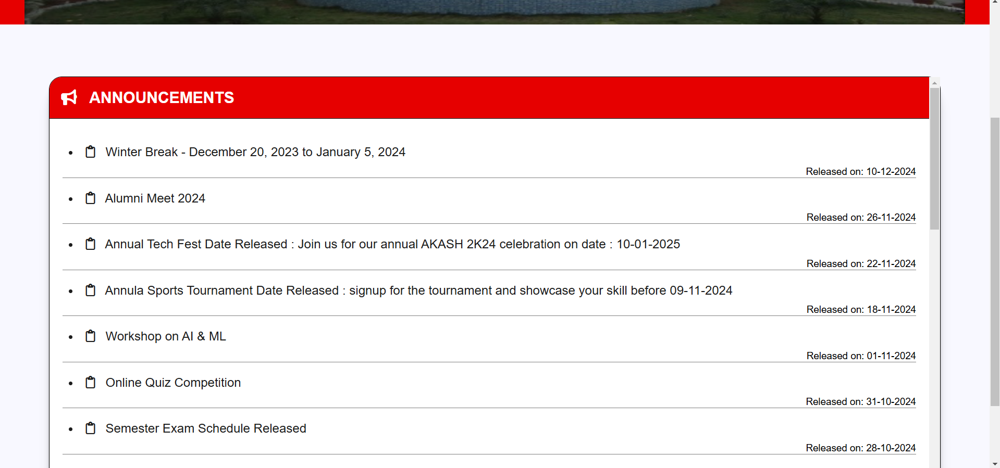 ANNOUNCEMENTS
Winter Break - December 20, 2023 to January 5, 2024
Released on: 10-12-2024
Alumni Meet 2024
Released on: 26-11-2024
Annual Tech Fest Date Released : Join us for our annual AKASH 2K24 celebration on date : 10-01-2025
Released on: 22-11-2024
Annula Sports Tournament Date Released : signup for the tournament and showcase your skill before 09-11-2024
Released on: 18-11-2024
Workshop on AI & ML
Released on: 01-11-2024
Online Quiz Competition
Released on: 31-10-2024
Semester Exam Schedule Released
Released on: 28-10-2024